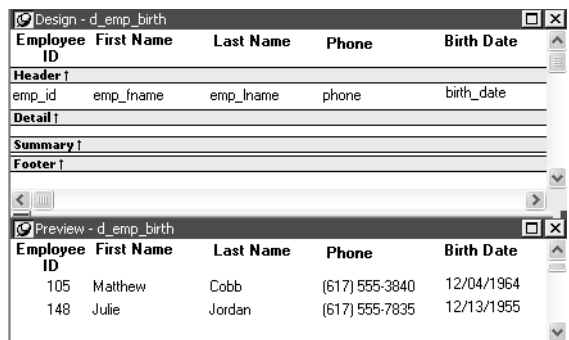 Design - d_emp_birth
Employee ID First Name Last Name Phone Birth Date
Header ↑
emp_id emp_fname emp_lname phone birth_date
Detail ↑
Summary ↑
Footer ↑
Preview - d_emp_birth
Employee ID First Name Last Name Phone Birth Date
105 Matthew Cobb (617) 555-3840 12/04/1964
148 Julie Jordan (617) 555-7835 12/13/1955